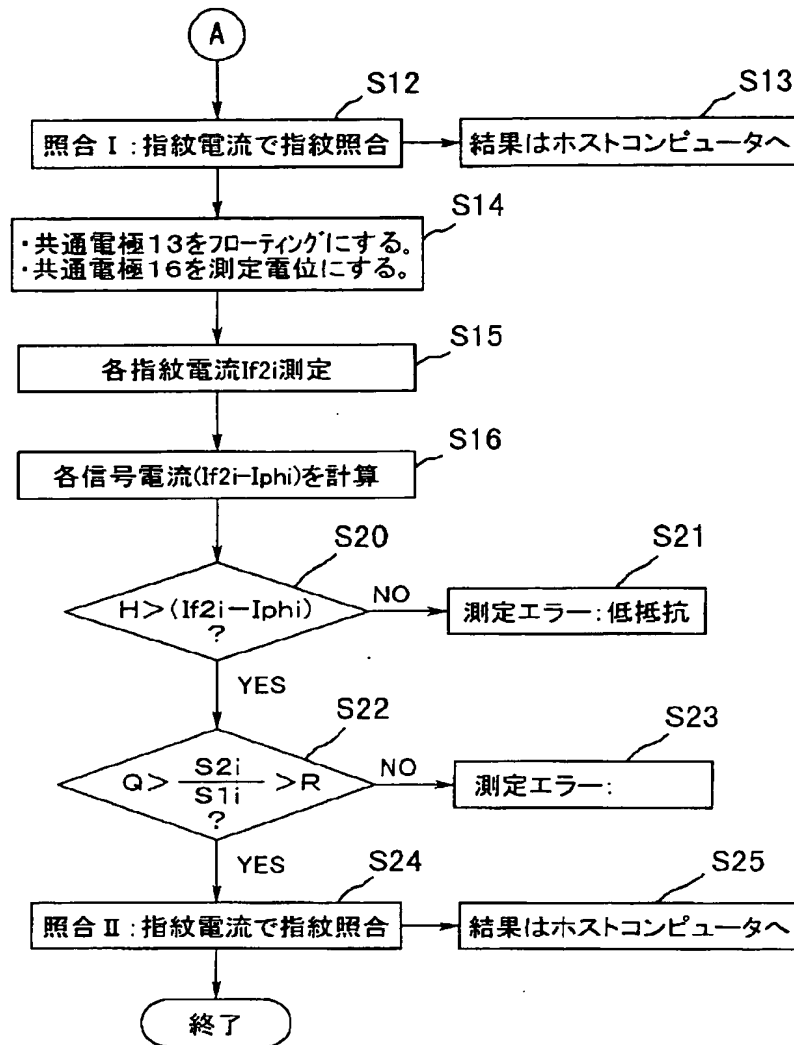 A
S12
S13
照合Ⅰ:指紋電流で指紋照合
結果はホストコンピュータへ
S14
・共通電極13をフローティングにする。
・共通電極16を測定電位にする。
S15
各指紋電流If2i測定
S16
各信号電流(If2i-Iphi)を計算
S20
S21
H>(If2i-Iphi)
?
NO
測定エラー:低抵抗
YES
S22
S23
Q> S2i/S1i >R
?
NO
測定エラー:
YES
S24
S25
照合Ⅱ:指紋電流で指紋照合
結果はホストコンピュータへ
終了